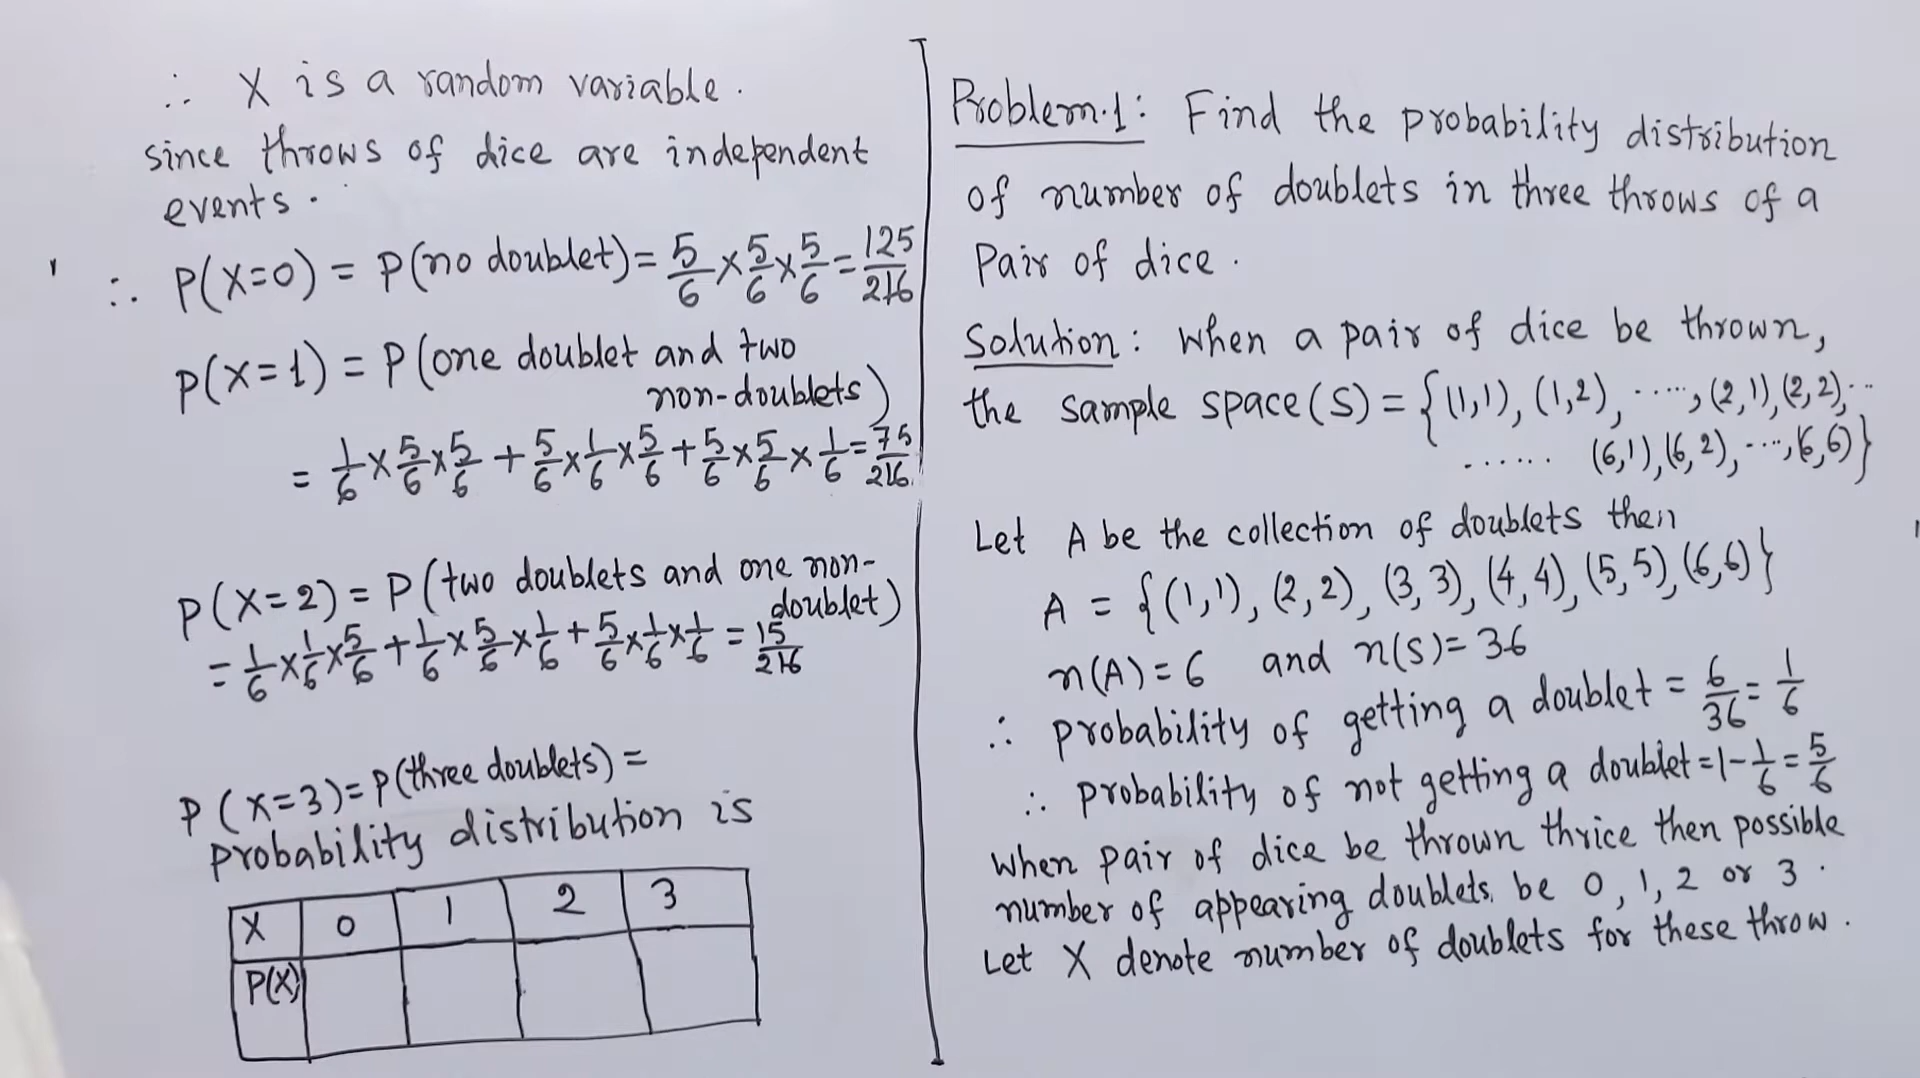 ∴ X is a random variable.
since throws of dice are independent
events.
∴ P(X=0) = P(no doublet) = 5/6 × 5/6 × 5/6 = 125/216
P(X=1) = P(one doublet and two
non-doublets)
= 1/6 × 5/6 × 5/6 + 5/6 × 1/6 × 5/6 + 5/6 × 5/6 × 1/6 = 75/216
P(X=2) = P(two doublets and one non-
doublet)
= 1/6 × 1/6 × 5/6 + 1/6 × 5/6 × 1/6 + 5/6 × 1/6 × 1/6 = 15/216
P(X=3) = P(three doublets) =
probability distribution is
X 0 1 2 3
P(X)
Problem.1: Find the probability distribution
of number of doublets in three throws of a
Pair of dice.
Solution: when a pair of dice be thrown,
the sample space (S) = {(1,1), (1,2), ....., (2,1), (2,2), ...
...... (6,1), (6,2), ...., (6,6)}
Let A be the collection of doublets then
A = {(1,1), (2,2), (3,3), (4,4), (5,5), (6,6)}
n(A) = 6 and n(S) = 36
∴ probability of getting a doublet = 6/36 = 1/6
∴ probability of not getting a doublet = 1 - 1/6 = 5/6
when pair of dice be thrown thrice then possible
number of appearing doublets be 0, 1, 2 or 3.
Let X denote number of doublets for these throw.